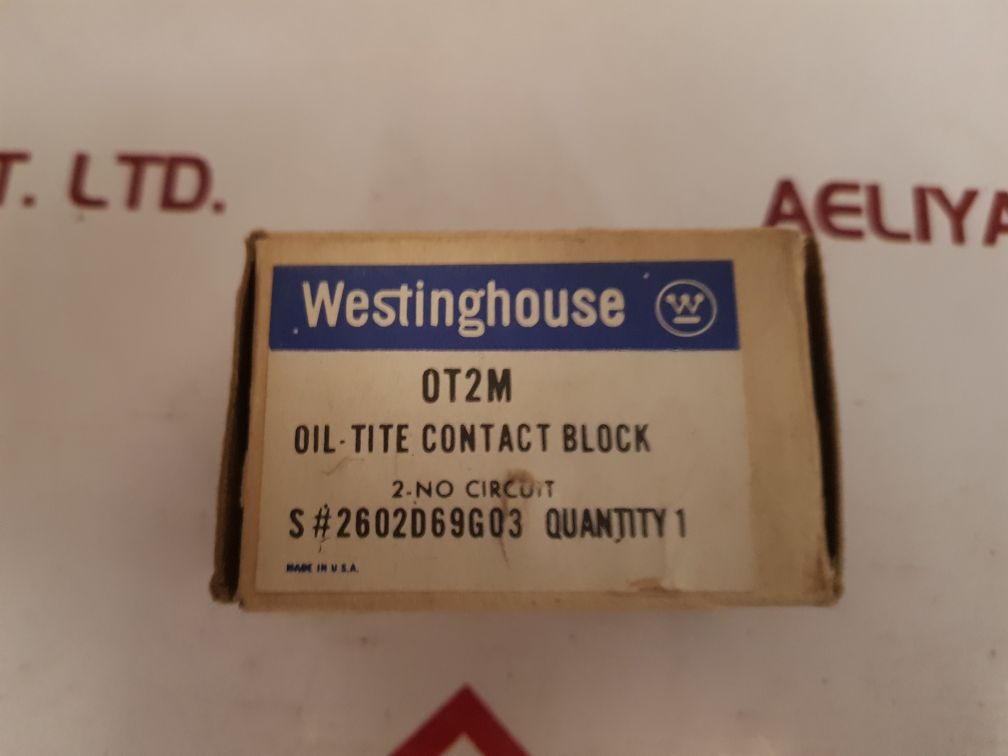 T. LTD.
AELIYA
Westinghouse W
OT2M
OIL-TITE CONTACT BLOCK
2-NO CIRCUIT
S#2602D69G03 QUANTITY 1
MADE IN U.S.A.